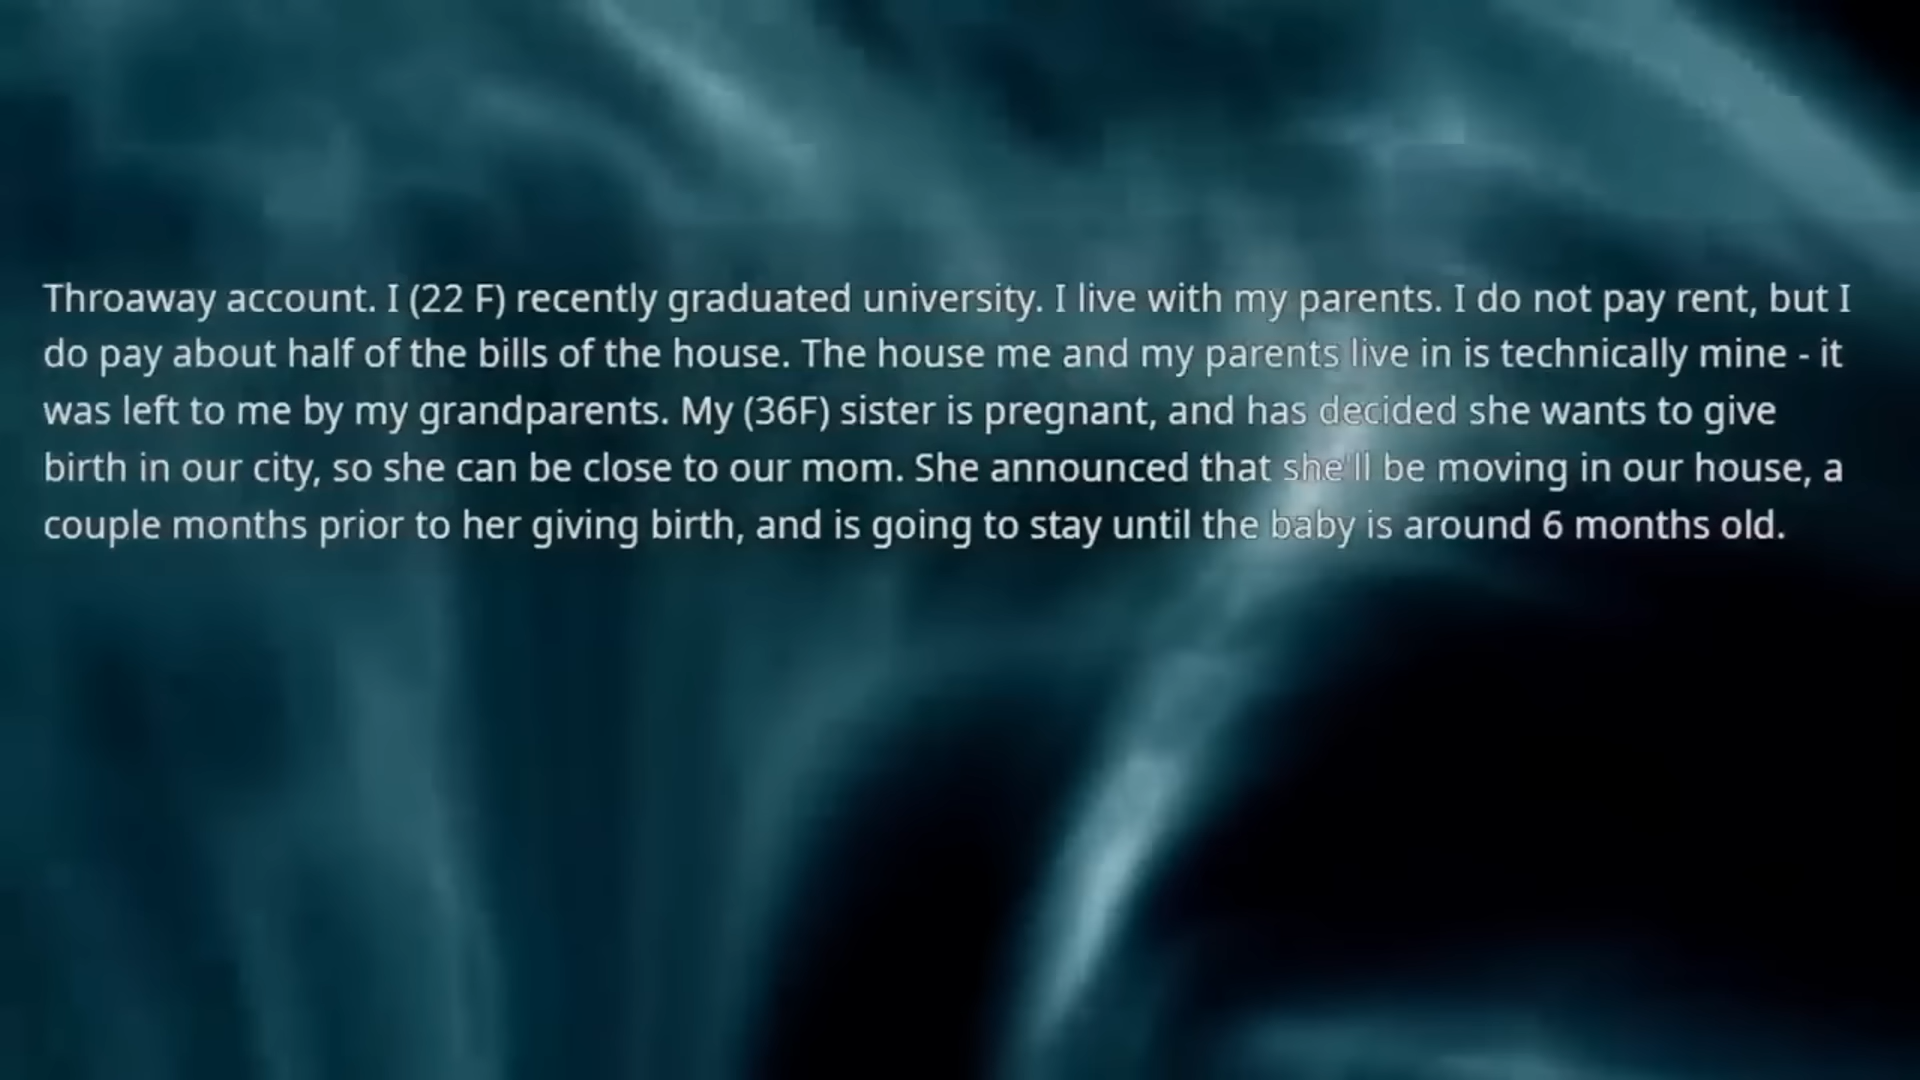 Throaway account. I (22 F) recently graduated university. I live with my parents. I do not pay rent, but I
do pay about half of the bills of the house. The house me and my parents live in is technically mine - it
was left to me by my grandparents. My (36F) sister is pregnant, and has decided she wants to give
birth in our city, so she can be close to our mom. She announced that she'll be moving in our house, a
couple months prior to her giving birth, and is going to stay until the baby is around 6 months old.